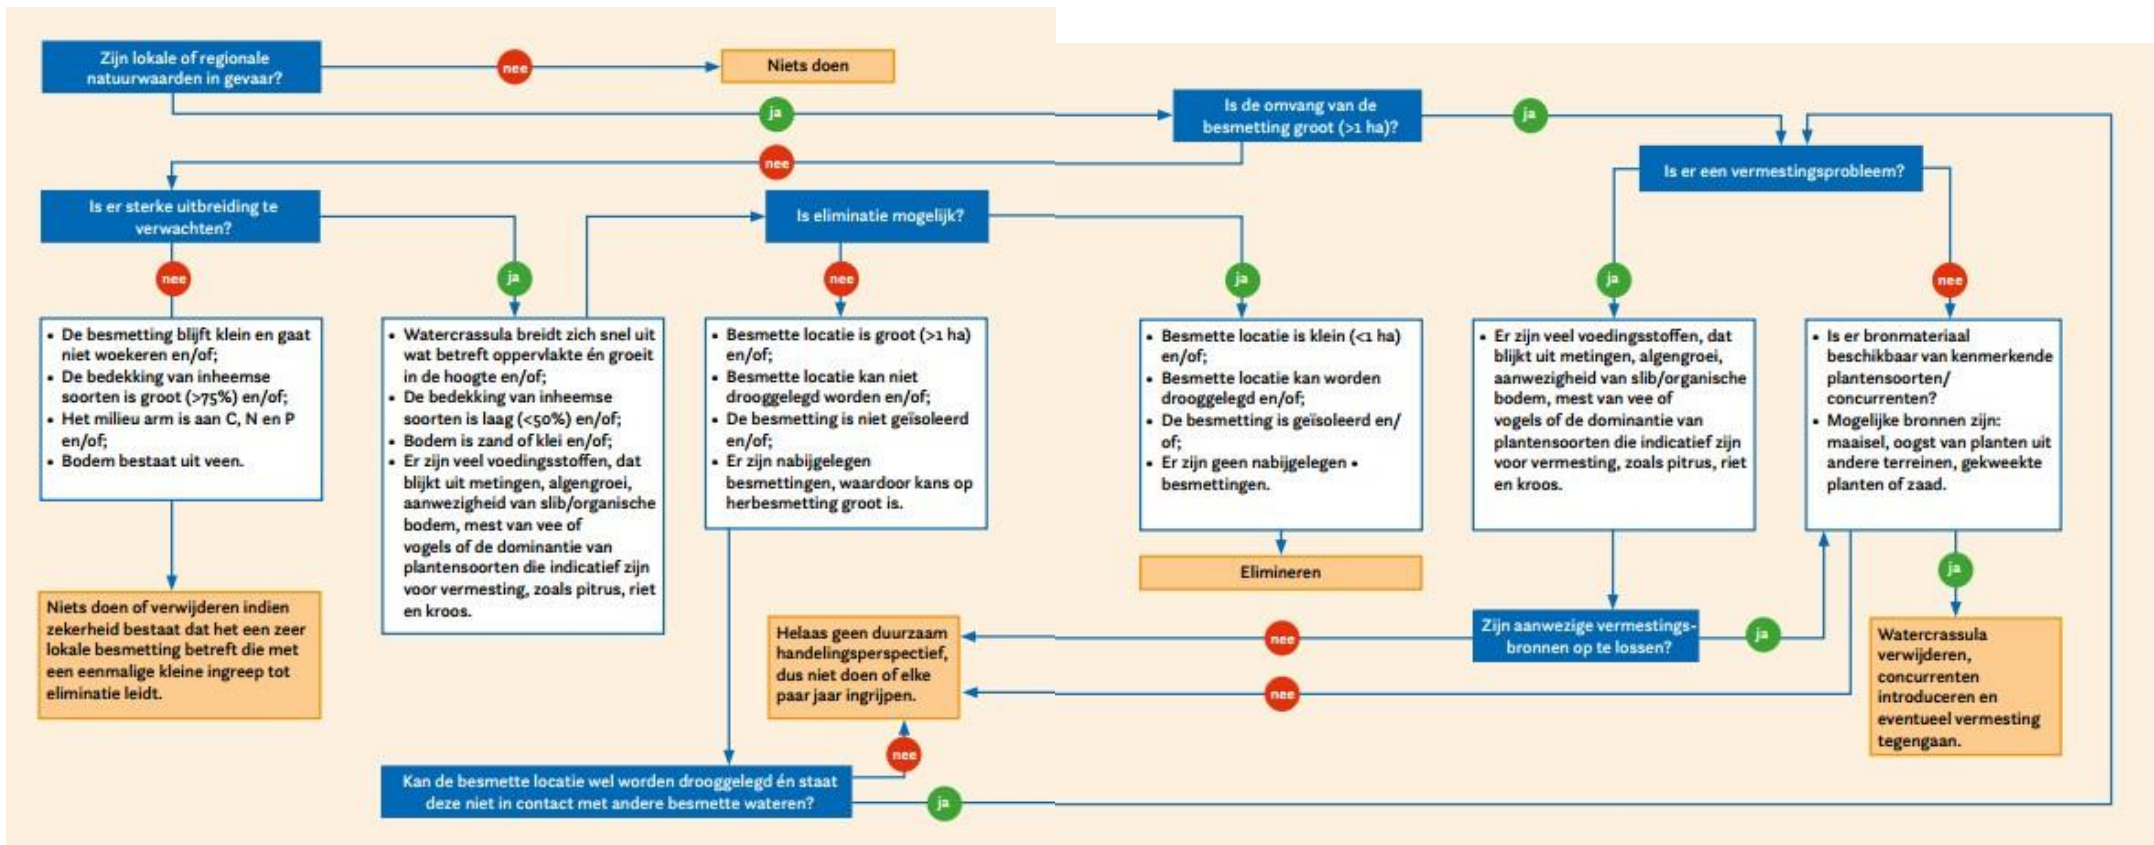 Zijn lokale of regionale
natuurwaarden in gevaar?
nee
Niets doen
ja
Is de omvang van de
besmetting groot (>1 ha)?
ja
nee
Is er een vermestingsprobleem?
Is er sterke uitbreiding te
verwachten?
Is eliminatie mogelijk?
nee
ja
nee
ja
ja
nee
• De besmetting blijft klein en gaat
niet woekeren en/of;
• De bedekking van inheemse
soorten is groot (>75%) en/of;
• Het milieu arm is aan C, N en P
en/of;
• Bodem bestaat uit veen.
• Watercrassula breidt zich snel uit
wat betreft oppervlakte én groeit
in de hoogte en/of;
• De bedekking van inheemse
soorten is laag (<50%) en/of;
• Bodem is zand of klei en/of;
• Er zijn veel voedingsstoffen, dat
blijkt uit metingen, algengroei,
aanwezigheid van slib/organische
bodem, mest van vee of
vogels of de dominantie van
plantensoorten die indicatief zijn
voor vermesting, zoals pitrus, riet
en kroos.
• Besmette locatie is groot (>1 ha)
en/of;
• Besmette locatie kan niet
drooggelegd worden en/of;
• De besmetting is niet geïsoleerd
en/of;
• Er zijn nabijgelegen
besmettingen, waardoor kans op
herbesmetting groot is.
• Besmette locatie is klein (<1 ha)
en/of;
• Besmette locatie kan worden
drooggelegd en/of;
• De besmetting is geïsoleerd en/
of;
• Er zijn geen nabijgelegen •
besmettingen.
• Er zijn veel voedingsstoffen, dat
blijkt uit metingen, algengroei,
aanwezigheid van slib/organische
bodem, mest van vee of
vogels of de dominantie van
plantensoorten die indicatief zijn
voor vermesting, zoals pitrus, riet
en kroos.
• Is er bronmateriaal
beschikbaar van kenmerkende
plantensoorten/
concurrenten?
• Mogelijke bronnen zijn:
maaisel, oogst van planten uit
andere terreinen, gekweekte
planten of zaad.
Elimineren
ja
Niets doen of verwijderen indien
zekerheid bestaat dat het een zeer
lokale besmetting betreft die met
een eenmalige kleine ingreep tot
eliminatie leidt.
Helaas geen duurzaam
handelingsperspectief,
dus niet doen of elke
paar jaar ingrijpen.
nee
Zijn aanwezige vermestings-
bronnen op te lossen?
ja
nee
Watercrassula
verwijderen,
concurrenten
introduceren en
eventueel vermesting
tegengaan.
nee
Kan de besmette locatie wel worden drooggelegd én staat
deze niet in contact met andere besmette wateren?
ja